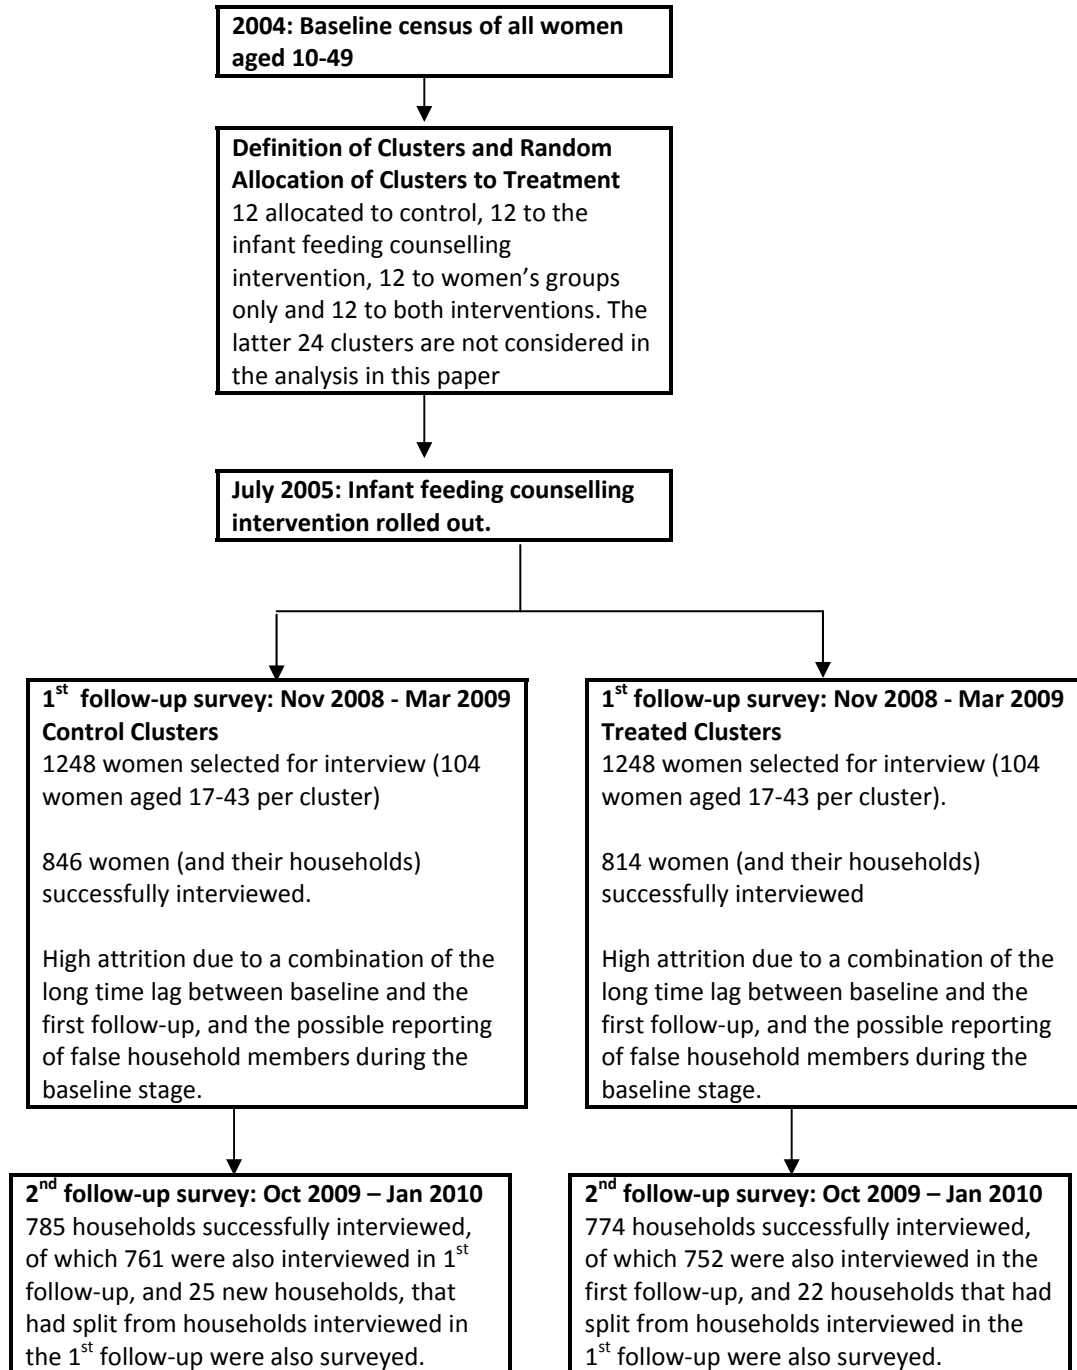 2004: Baseline census of all women
aged 10-49
Definition of Clusters and Random
Allocation of Clusters to Treatment
12 allocated to control, 12 to the
infant feeding counselling
intervention, 12 to women’s groups
only and 12 to both interventions. The
latter 24 clusters are not considered in
the analysis in this paper
July 2005: Infant feeding counselling
intervention rolled out.
1st follow-up survey: Nov 2008 - Mar 2009
Control Clusters
1248 women selected for interview (104
women aged 17-43 per cluster)
846 women (and their households)
successfully interviewed.
High attrition due to a combination of the
long time lag between baseline and the
first follow-up, and the possible reporting
of false household members during the
baseline stage.
1st follow-up survey: Nov 2008 - Mar 2009
Treated Clusters
1248 women selected for interview (104
women aged 17-43 per cluster).
814 women (and their households)
successfully interviewed
High attrition due to a combination of the
long time lag between baseline and the
first follow-up, and the possible reporting
of false household members during the
baseline stage.
2nd follow-up survey: Oct 2009 – Jan 2010
785 households successfully interviewed,
of which 761 were also interviewed in 1st
follow-up, and 25 new households, that
had split from households interviewed in
the 1st follow-up were also surveyed.
2nd follow-up survey: Oct 2009 – Jan 2010
774 households successfully interviewed,
of which 752 were also interviewed in the
first follow-up, and 22 households that had
split from households interviewed in the
1st follow-up were also surveyed.